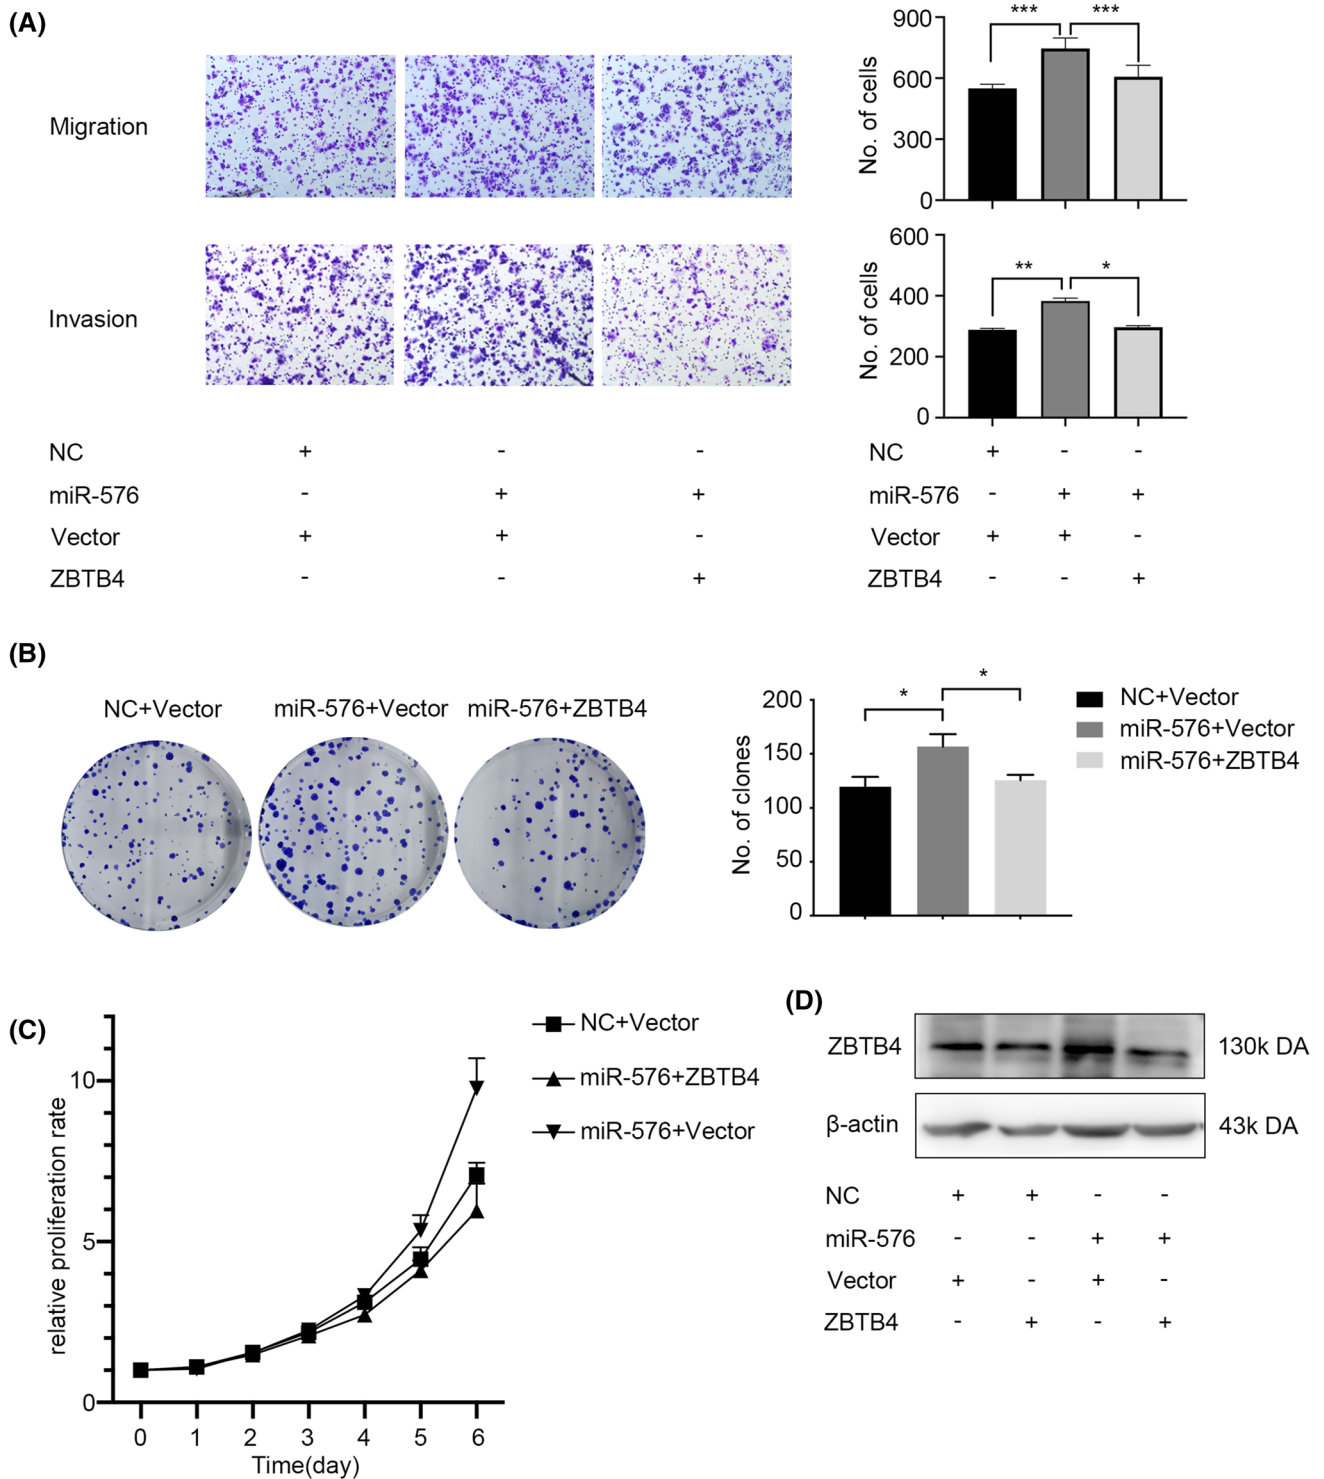 (A)
Migration
Invasion
NC + - -
miR-576 - + +
Vector + + -
ZBTB4 - - +
*** ***
900
600
300
0
No. of cells
** *
600
400
200
0
No. of cells
NC + - -
miR-576 - + +
Vector + + -
ZBTB4 - - +
(B)
NC+Vector miR-576+Vector miR-576+ZBTB4
* *
200
150
100
50
0
No. of clones
NC+Vector
miR-576+Vector
miR-576+ZBTB4
(C)
10
5
0
relative proliferation rate
0 1 2 3 4 5 6
Time(day)
NC+Vector
miR-576+ZBTB4
miR-576+Vector
(D)
ZBTB4 130k DA
β-actin 43k DA
NC + + - -
miR-576 - - + +
Vector + - + -
ZBTB4 - + - +